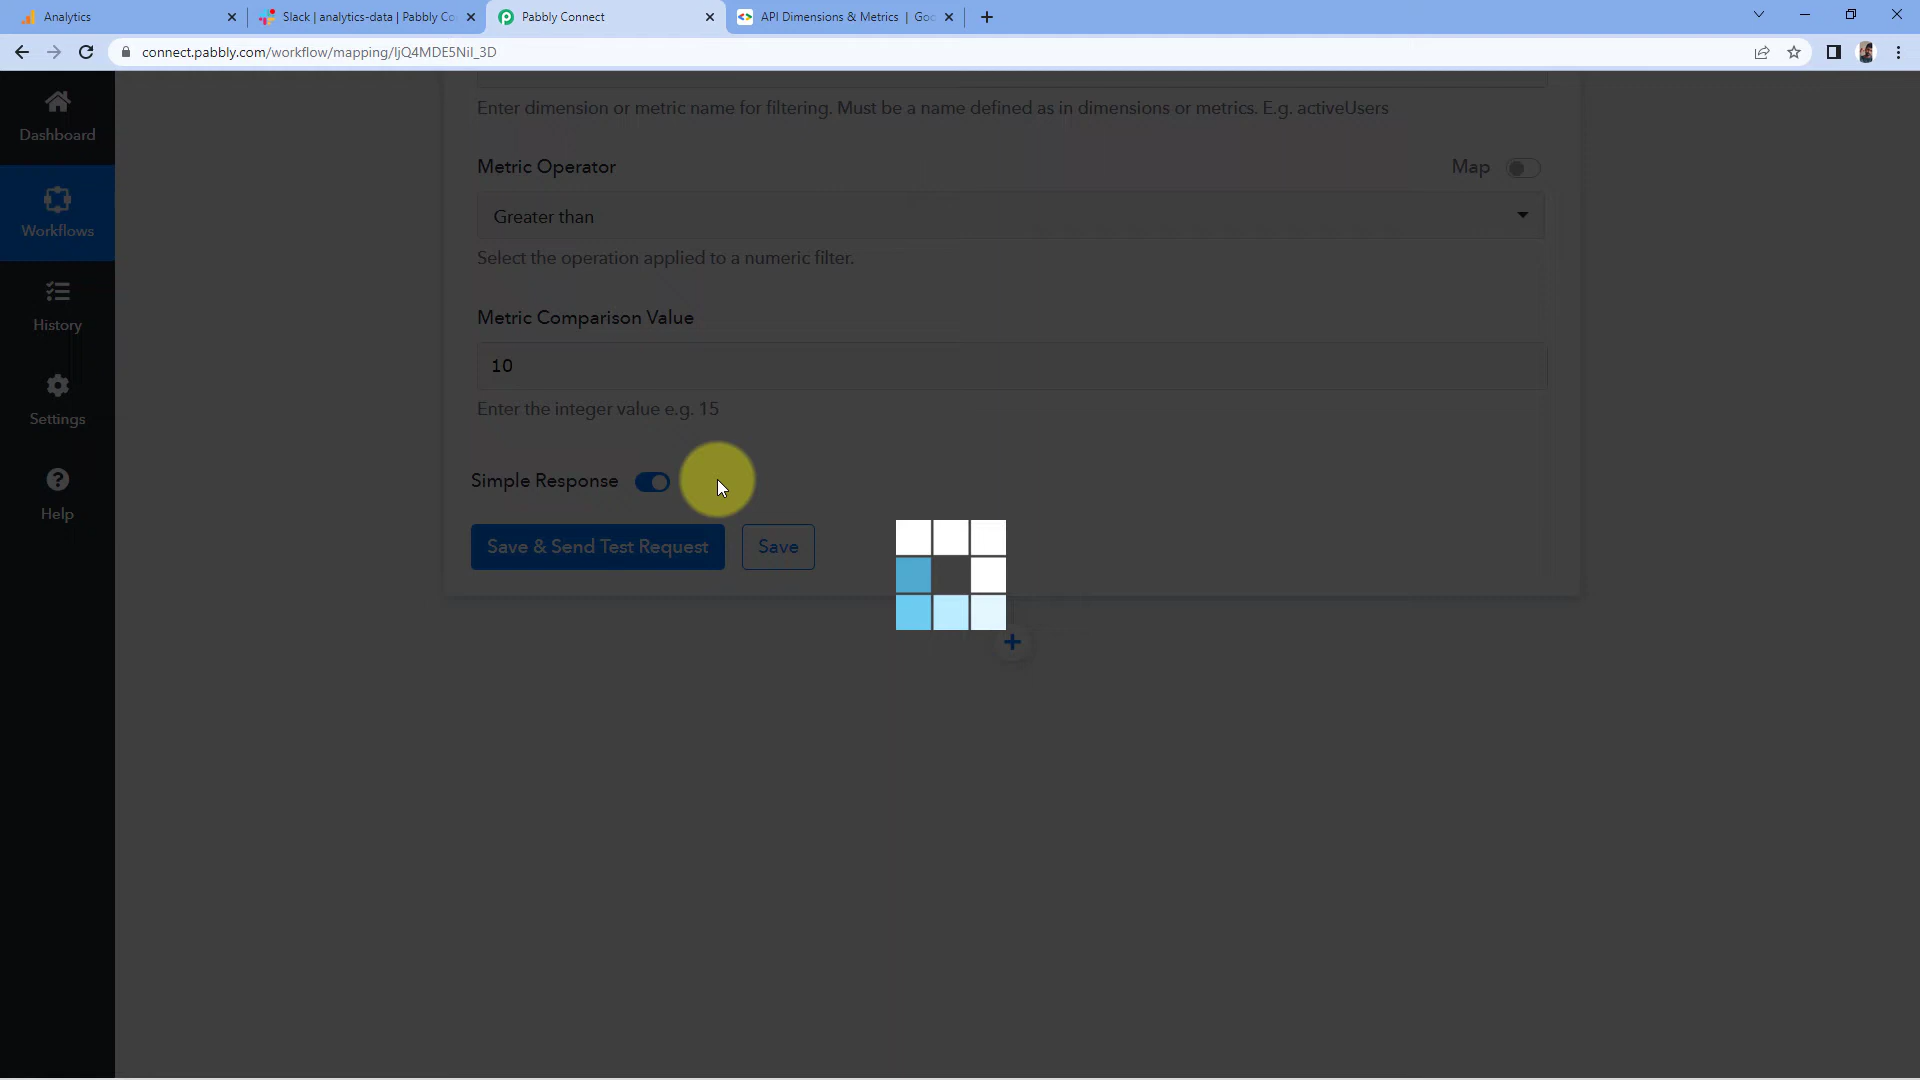 Analytics
Slack | analytics-data | Pabbly Co
Pabbly Connect
API Dimensions & Metrics | Goo
connect.pabbly.com/workflow/mapping/IjQ4MDE5NiI_3D
Dashboard
Workflows
History
Settings
Help
Enter dimension or metric name for filtering. Must be a name defined as in dimensions or metrics. E.g. activeUsers
Metric Operator
Map
Greater than
Select the operation applied to a numeric filter.
Metric Comparison Value
10
Enter the integer value e.g. 15
Simple Response
Save & Send Test Request
Save